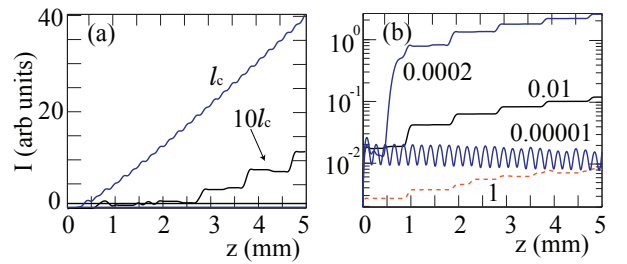 (a)
I (arb units)
40
20
0
l_c
10l_c
0 1 2 3 4 5
z (mm)
(b)
10^0
10^-1
10^-2
0.0002
0.01
0.00001
1
0 1 2 3 4 5
z (mm)